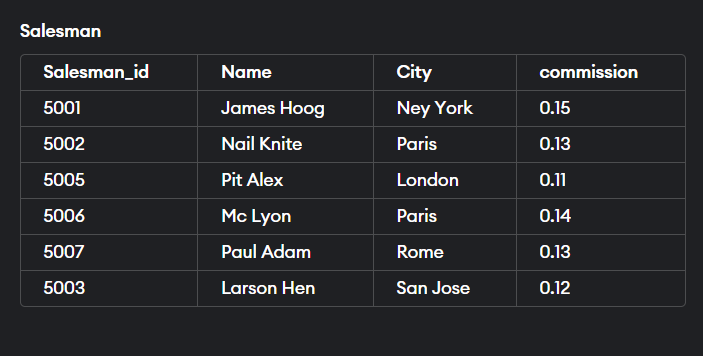 Salesman
Salesman_id Name City commission
5001 James Hoog Ney York 0.15
5002 Nail Knite Paris 0.13
5005 Pit Alex London 0.11
5006 Mc Lyon Paris 0.14
5007 Paul Adam Rome 0.13
5003 Larson Hen San Jose 0.12